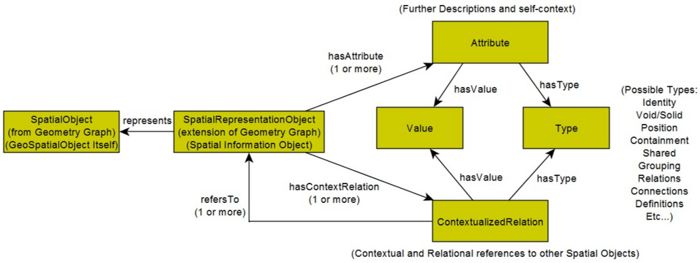 (Further Descriptions and self-context)
Attribute
hasAttribute
(1 or more)
hasValue
hasType
SpatialObject
(from Geometry Graph)
(GeoSpatialObject Itself)
represents
SpatialRepresentationObject
(extension of Geometry Graph)
(Spatial Information Object)
Value
Type
(Possible Types:
Identity
Void/Solid
Position
Containment
Shared
Grouping
Relations
Connections
Definitions
Etc...)
refersTo
(1 or more)
hasContextRelation
(1 or more)
hasValue
hasType
ContextualizedRelation
(Contextual and Relational references to other Spatial Objects)